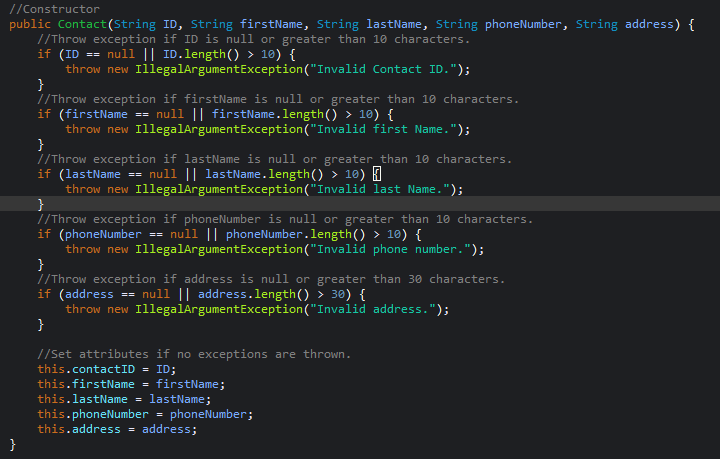 //Constructor
public Contact(String ID, String firstName, String lastName, String phoneNumber, String address) {
//Throw exception if ID is null or greater than 10 characters.
if (ID == null || ID.length() > 10) {
throw new IllegalArgumentException("Invalid Contact ID.");
}
//Throw exception if firstName is null or greater than 10 characters.
if (firstName == null || firstName.length() > 10) {
throw new IllegalArgumentException("Invalid first Name.");
}
//Throw exception if lastName is null or greater than 10 characters.
if (lastName == null || lastName.length() > 10) {
throw new IllegalArgumentException("Invalid last Name.");
}
//Throw exception if phoneNumber is null or greater than 10 characters.
if (phoneNumber == null || phoneNumber.length() > 10) {
throw new IllegalArgumentException("Invalid phone number.");
}
//Throw exception if address is null or greater than 30 characters.
if (address == null || address.length() > 30) {
throw new IllegalArgumentException("Invalid address.");
}
//Set attributes if no exceptions are thrown.
this.contactID = ID;
this.firstName = firstName;
this.lastName = lastName;
this.phoneNumber = phoneNumber;
this.address = address;
}